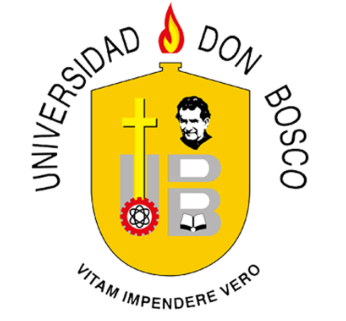 UNIVERSIDAD DON BOSCO
UDB
VITAM IMPENDERE VERO